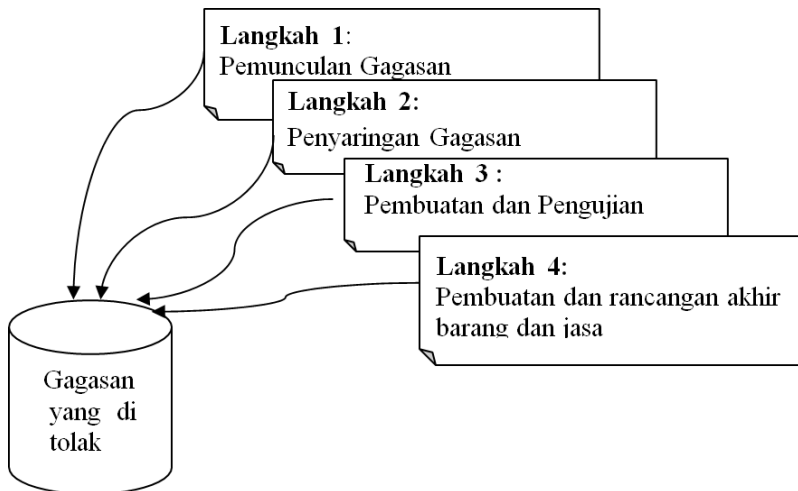 Langkah 1:
Pemunculan Gagasan
Langkah 2:
Penyaringan Gagasan
Langkah 3 :
Pembuatan dan Pengujian
Langkah 4:
Pembuatan dan rancangan akhir
barang dan jasa
Gagasan
yang di
tolak